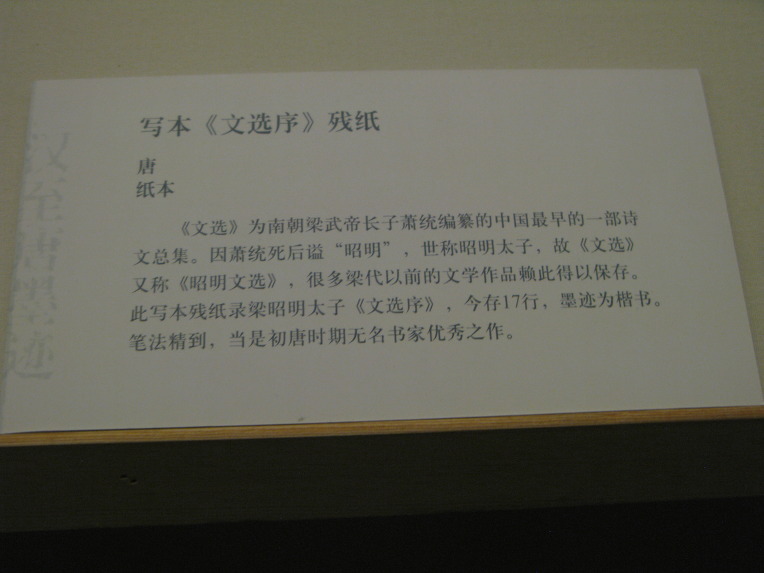 写本《文选序》残纸
唐
纸本
《文选》为南朝梁武帝长子萧统编纂的中国最早的一部诗
文总集。因萧统死后谥“昭明”，世称昭明太子，故《文选》
又称《昭明文选》，很多梁代以前的文学作品赖此得以保存。
此写本残纸录梁昭明太子《文选序》，今存17行，墨迹为楷书。
笔法精到，当是初唐时期无名书家优秀之作。
汉至唐墨迹